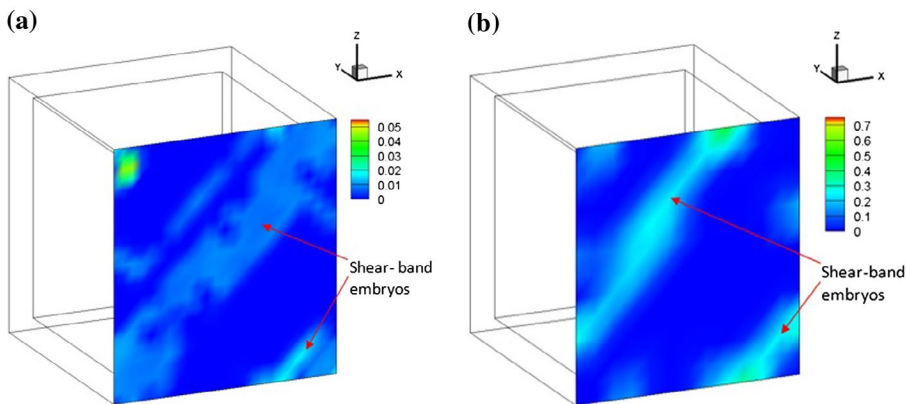 (a)
Z
Y
X
0.05
0.04
0.03
0.02
0.01
0
Shear- band
embryos
(b)
Z
Y
X
0.7
0.6
0.5
0.4
0.3
0.2
0.1
0
Shear-band
embryos